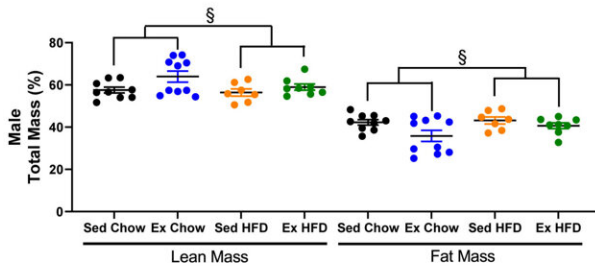 §
§
Male
Total Mass (%)
80
60
40
20
0
Sed Chow Ex Chow Sed HFD Ex HFD Sed Chow Ex Chow Sed HFD Ex HFD
Lean Mass Fat Mass